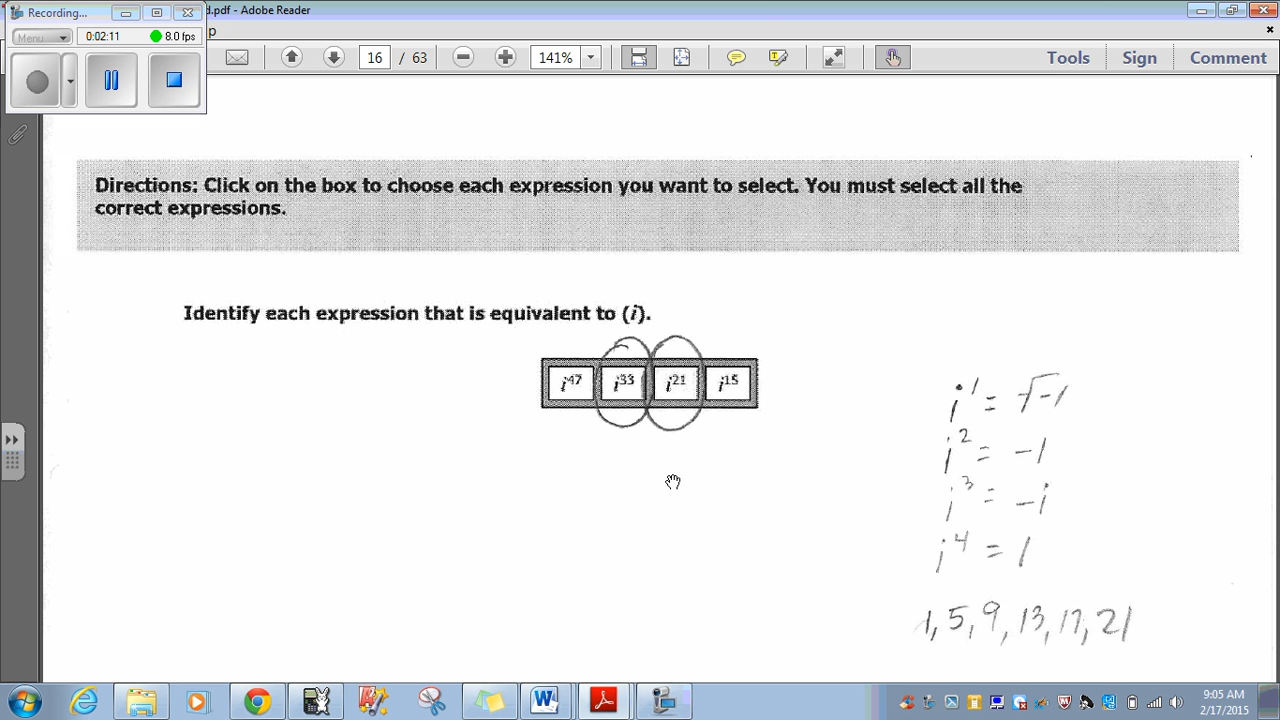 Recording...
d.pdf - Adobe Reader
Menu
0:02:11
8.0 fps
p
16 / 63
141%
Tools
Sign
Comment
Directions: Click on the box to choose each expression you want to select. You must select all the
correct expressions.
Identify each expression that is equivalent to (i).
i⁴⁷ i³³ i²¹ i¹⁵
i¹ = √-1
i² = -1
i³ = -i
i⁴ = 1
1, 5, 9, 13, 17, 21
9:05 AM
2/17/2015